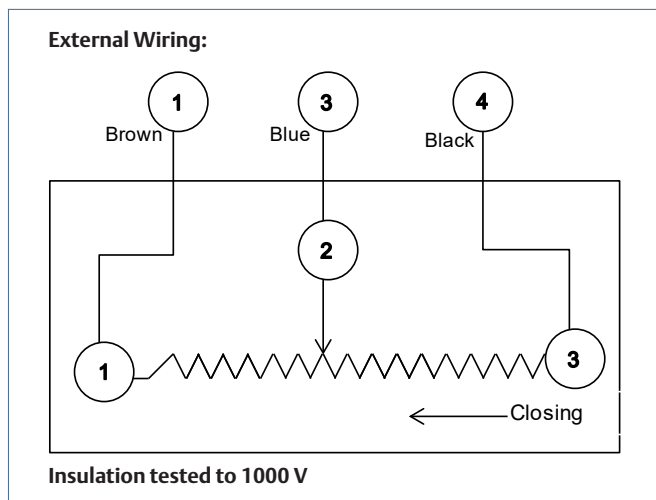 External Wiring:
1 3 4
Brown Blue Black
2
1 3
Closing
Insulation tested to 1000 V